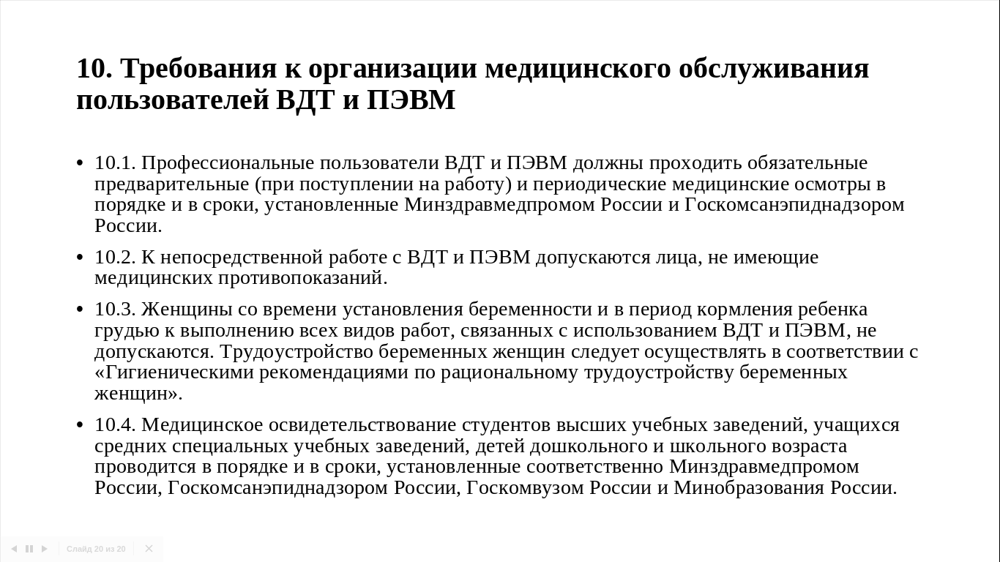 10. Требования к организации медицинского обслуживания
пользователей ВДТ и ПЭВМ
• 10.1. Профессиональные пользователи ВДТ и ПЭВМ должны проходить обязательные
предварительные (при поступлении на работу) и периодические медицинские осмотры в
порядке и в сроки, установленные Минздравмедпромом России и Госкомсанэпиднадзором
России.
• 10.2. К непосредственной работе с ВДТ и ПЭВМ допускаются лица, не имеющие
медицинских противопоказаний.
• 10.3. Женщины со времени установления беременности и в период кормления ребенка
грудью к выполнению всех видов работ, связанных с использованием ВДТ и ПЭВМ, не
допускаются. Трудоустройство беременных женщин следует осуществлять в соответствии с
«Гигиеническими рекомендациями по рациональному трудоустройству беременных
женщин».
• 10.4. Медицинское освидетельствование студентов высших учебных заведений, учащихся
средних специальных учебных заведений, детей дошкольного и школьного возраста
проводится в порядке и в сроки, установленные соответственно Минздравмедпромом
России, Госкомсанэпиднадзором России, Госкомвузом России и Минобразования России.
Слайд 20 из 20